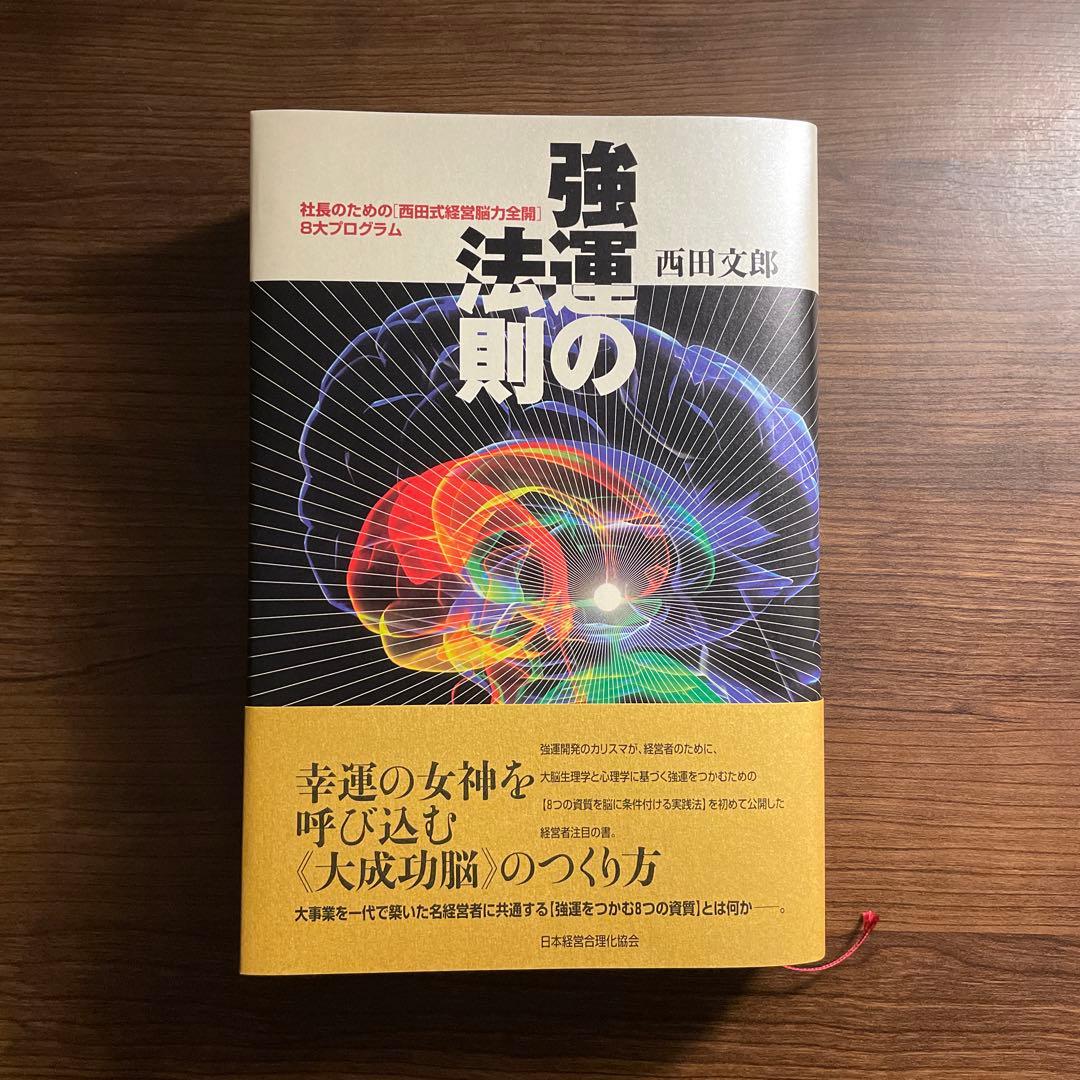 強運の
法則
社長のための[西田式経営脳力全開]
8大プログラム
西田文郎
幸運の女神を
呼び込む
《大成功脳》のつくり方
強運開発のカリスマが、経営者のために、
大脳生理学と心理学に基づく強運をつかむための
【8つの資質を脳に条件付ける実践法】を初めて公開した
経営者注目の書。
大事業を一代で築いた名経営者に共通する【強運をつかむ8つの資質】とは何か──。
日本経営合理化協会